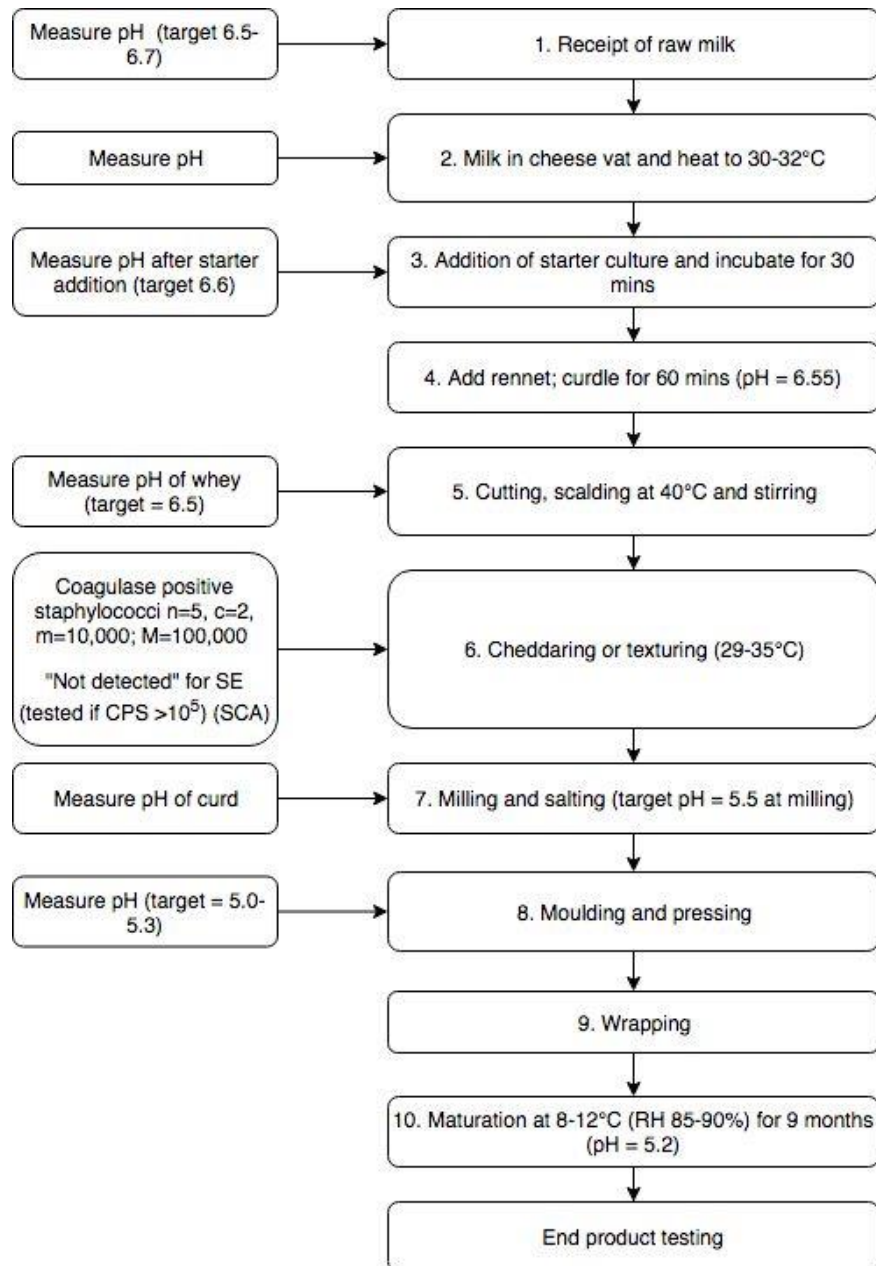 Measure pH (target 6.5-
6.7)
1. Receipt of raw milk
Measure pH
2. Milk in cheese vat and heat to 30-32°C
Measure pH after starter
addition (target 6.6)
3. Addition of starter culture and incubate for 30
mins
4. Add rennet; curdle for 60 mins (pH = 6.55)
Measure pH of whey
(target = 6.5)
5. Cutting, scalding at 40°C and stirring
Coagulase positive
staphylococci n=5, c=2,
m=10,000; M=100,000
"Not detected" for SE
(tested if CPS >10⁵) (SCA)
6. Cheddaring or texturing (29-35°C)
Measure pH of curd
7. Milling and salting (target pH = 5.5 at milling)
Measure pH (target = 5.0-
5.3)
8. Moulding and pressing
9. Wrapping
10. Maturation at 8-12°C (RH 85-90%) for 9 months
(pH = 5.2)
End product testing